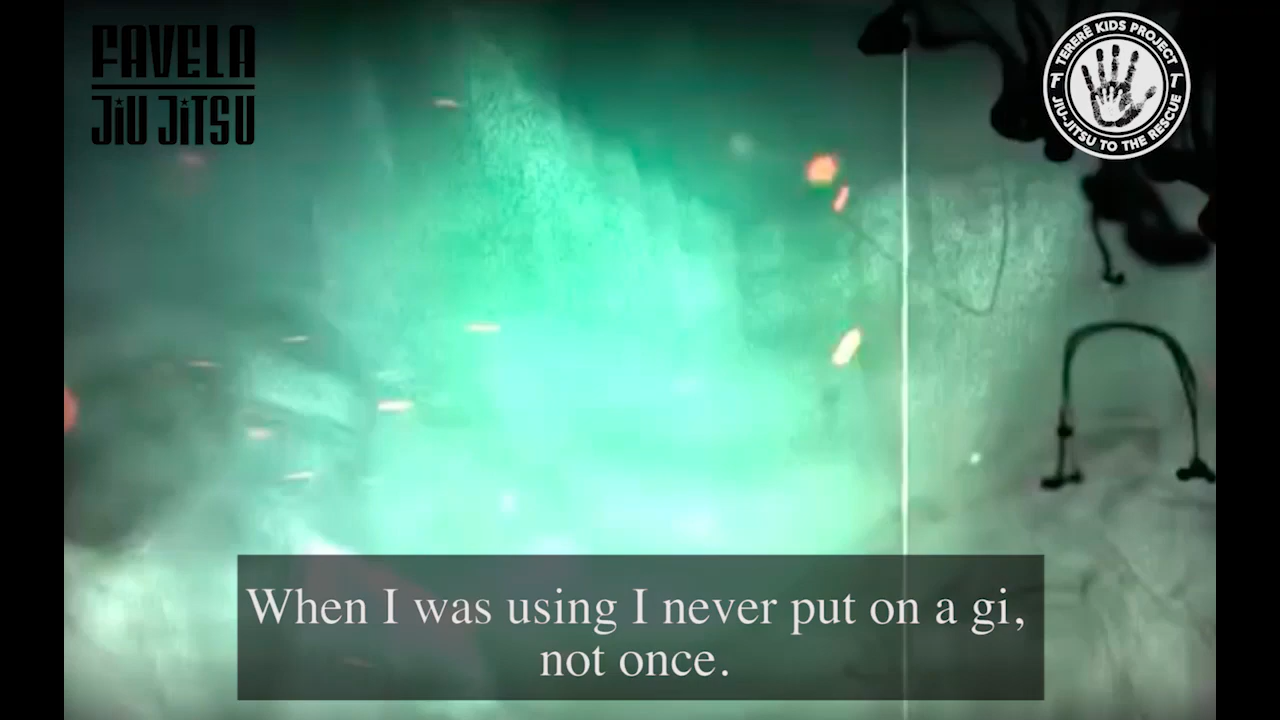 FAVELA
JIU JITSU
TERERÊ KIDS PROJECT
JIU-JITSU TO THE RESCUE
When I was using I never put on a gi,
not once.